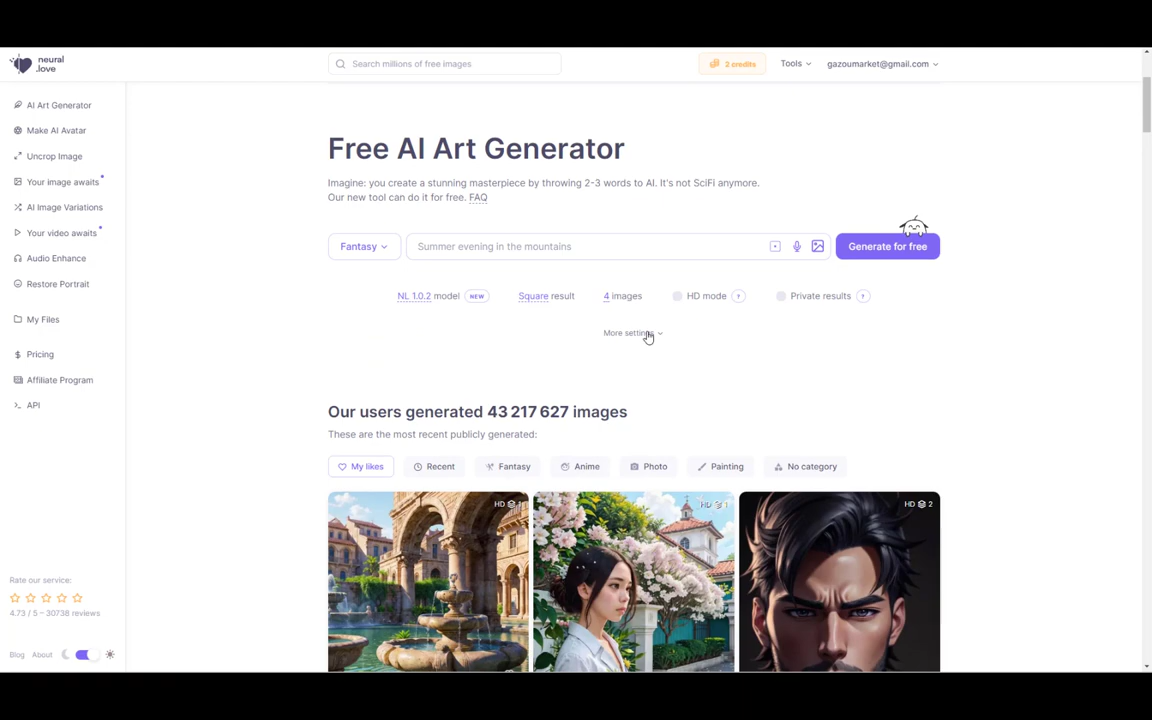 neural
.love
Search millions of free images
2 credits
Tools
gazoumarket@gmail.com
AI Art Generator
Make AI Avatar
Uncrop Image
Your image awaits
AI Image Variations
Your video awaits
Audio Enhance
Restore Portrait
My Files
Pricing
Affiliate Program
API
Rate our service:
4.73 / 5 – 30738 reviews
Blog About
Free AI Art Generator
Imagine: you create a stunning masterpiece by throwing 2-3 words to AI. It's not SciFi anymore.
Our new tool can do it for free. FAQ
Fantasy
Summer evening in the mountains
Generate for free
NL 1.0.2 model NEW Square result 4 images HD mode ? Private results ?
More settings
Our users generated 43 217 627 images
These are the most recent publicly generated:
My likes Recent Fantasy Anime Photo Painting No category
HD 1 HD 1 HD 2